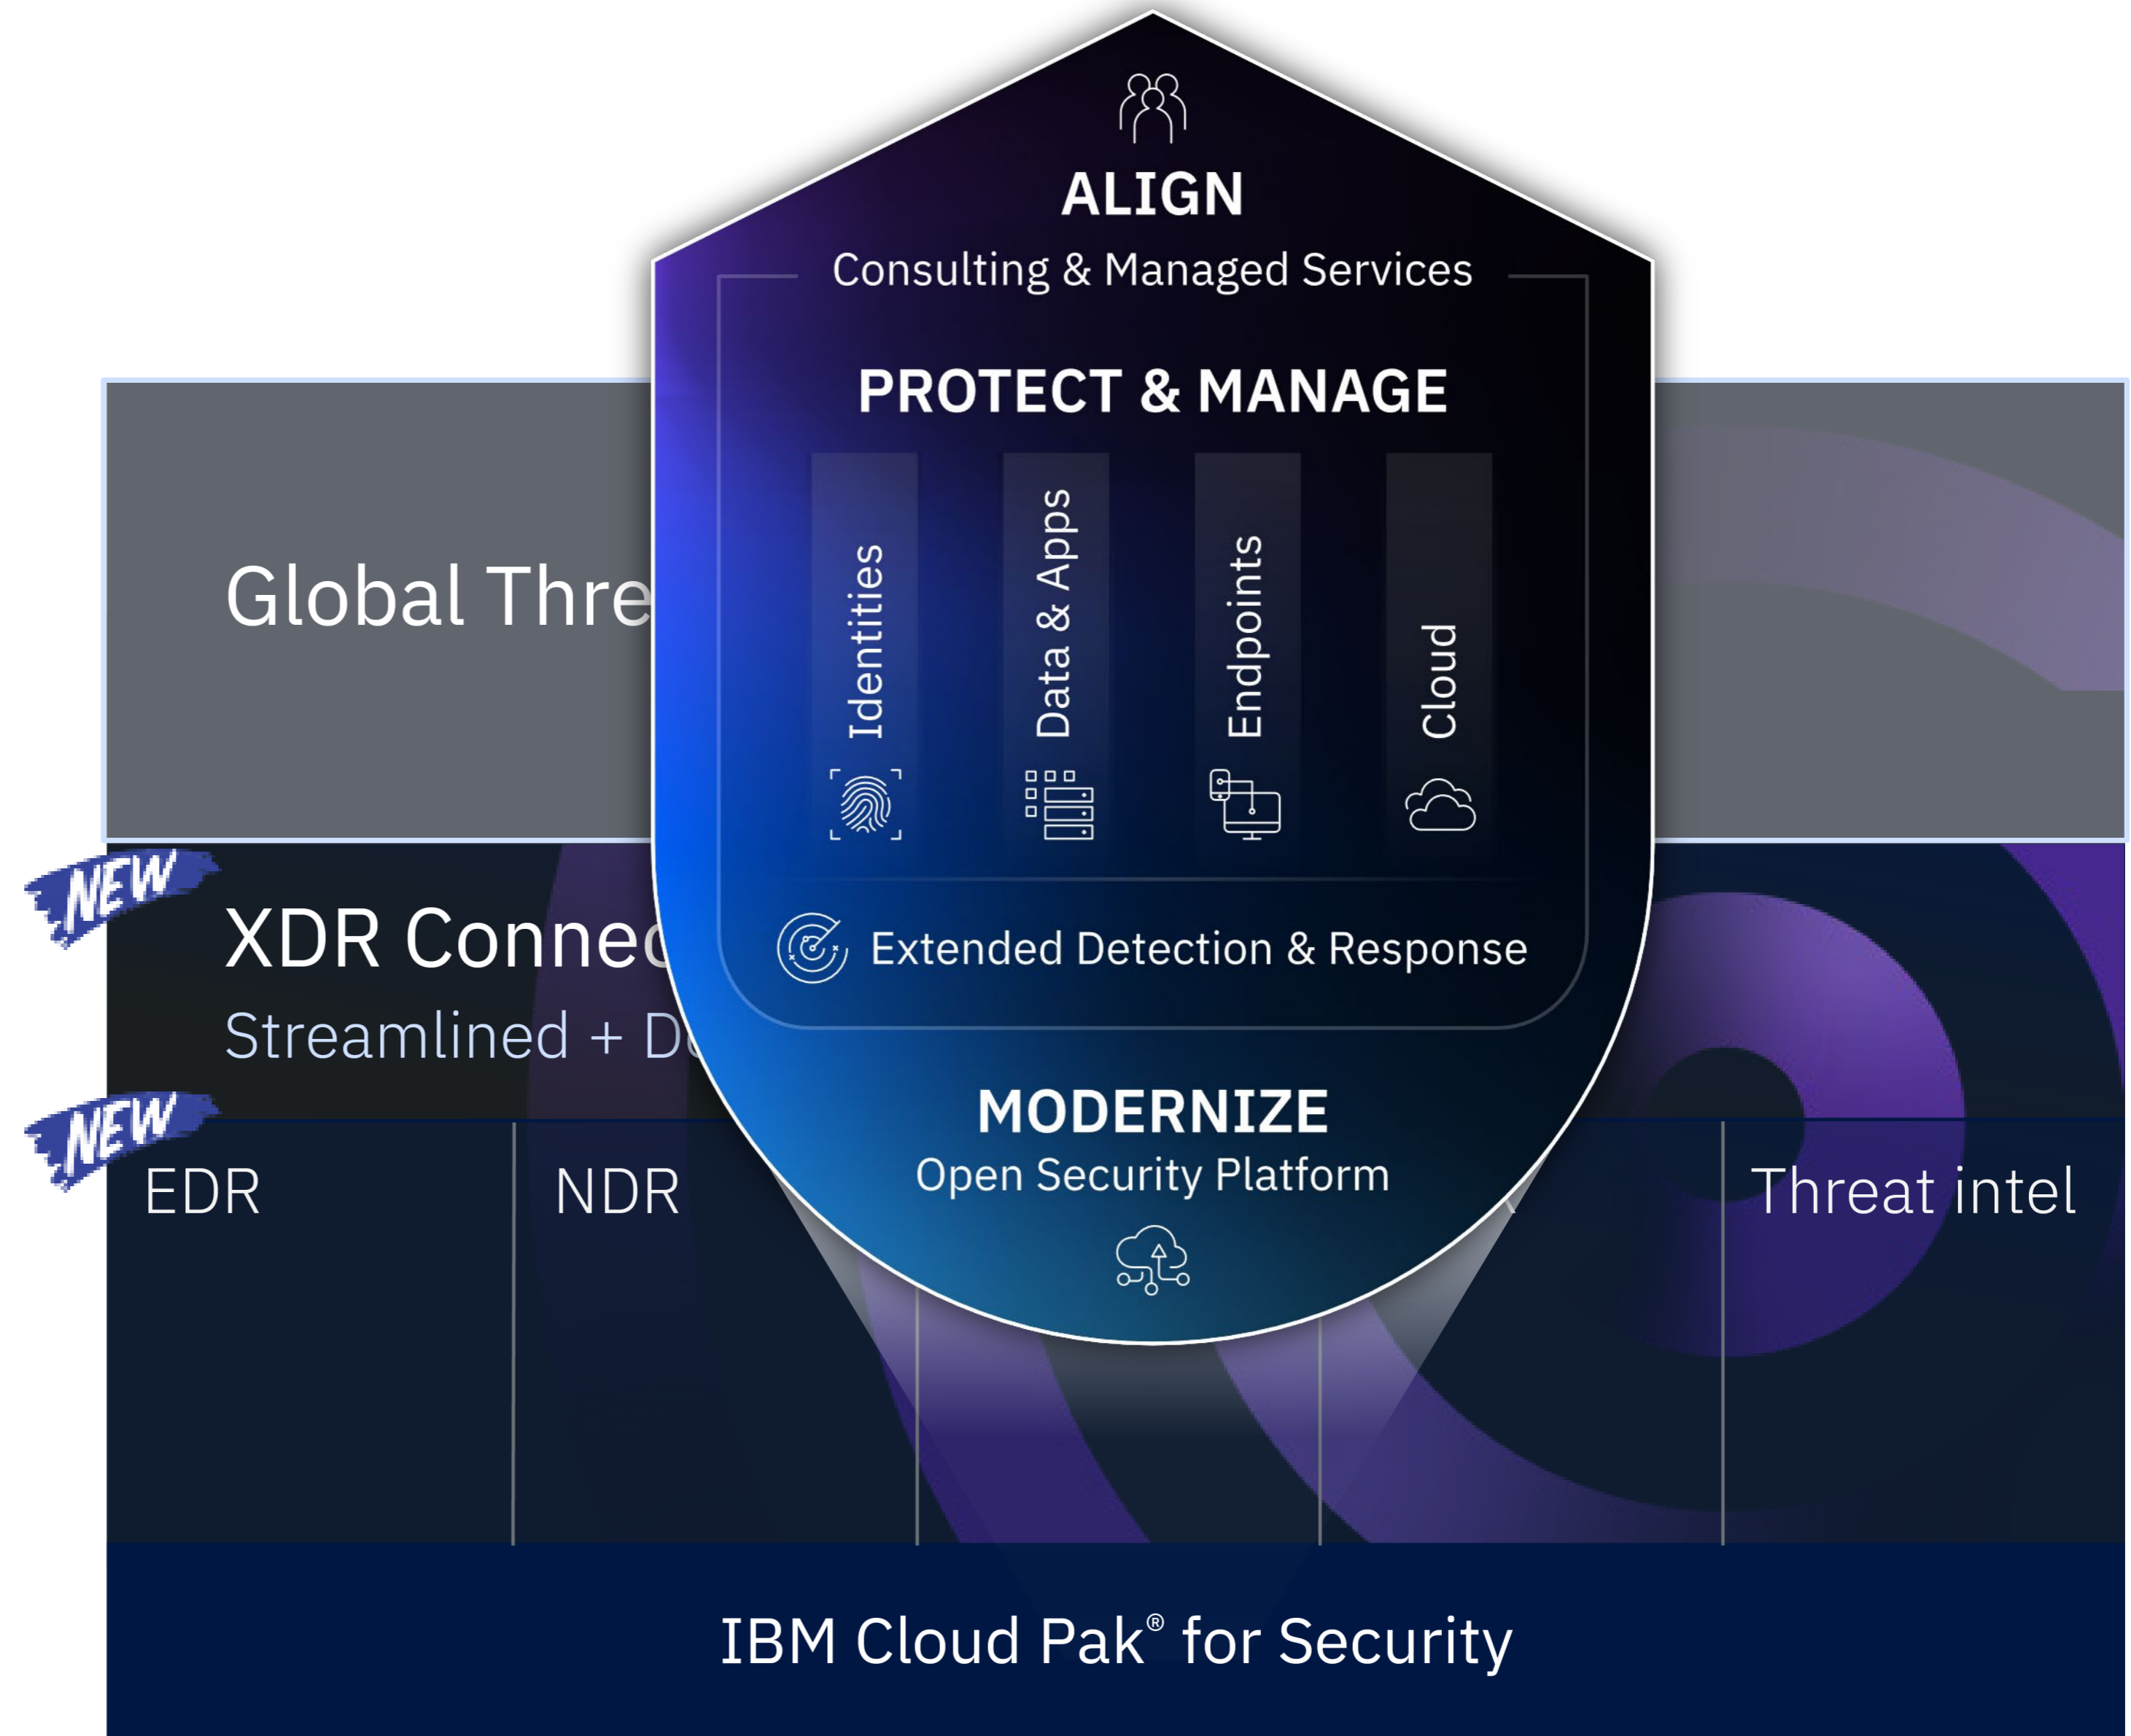 ALIGN
Consulting & Managed Services
PROTECT & MANAGE
Identities
Data & Apps
Endpoints
Cloud
Extended Detection & Response
MODERNIZE
Open Security Platform
Global Thre
NEW
XDR Connec
Streamlined + D
NEW
EDR
NDR
Threat intel
IBM Cloud Pak® for Security